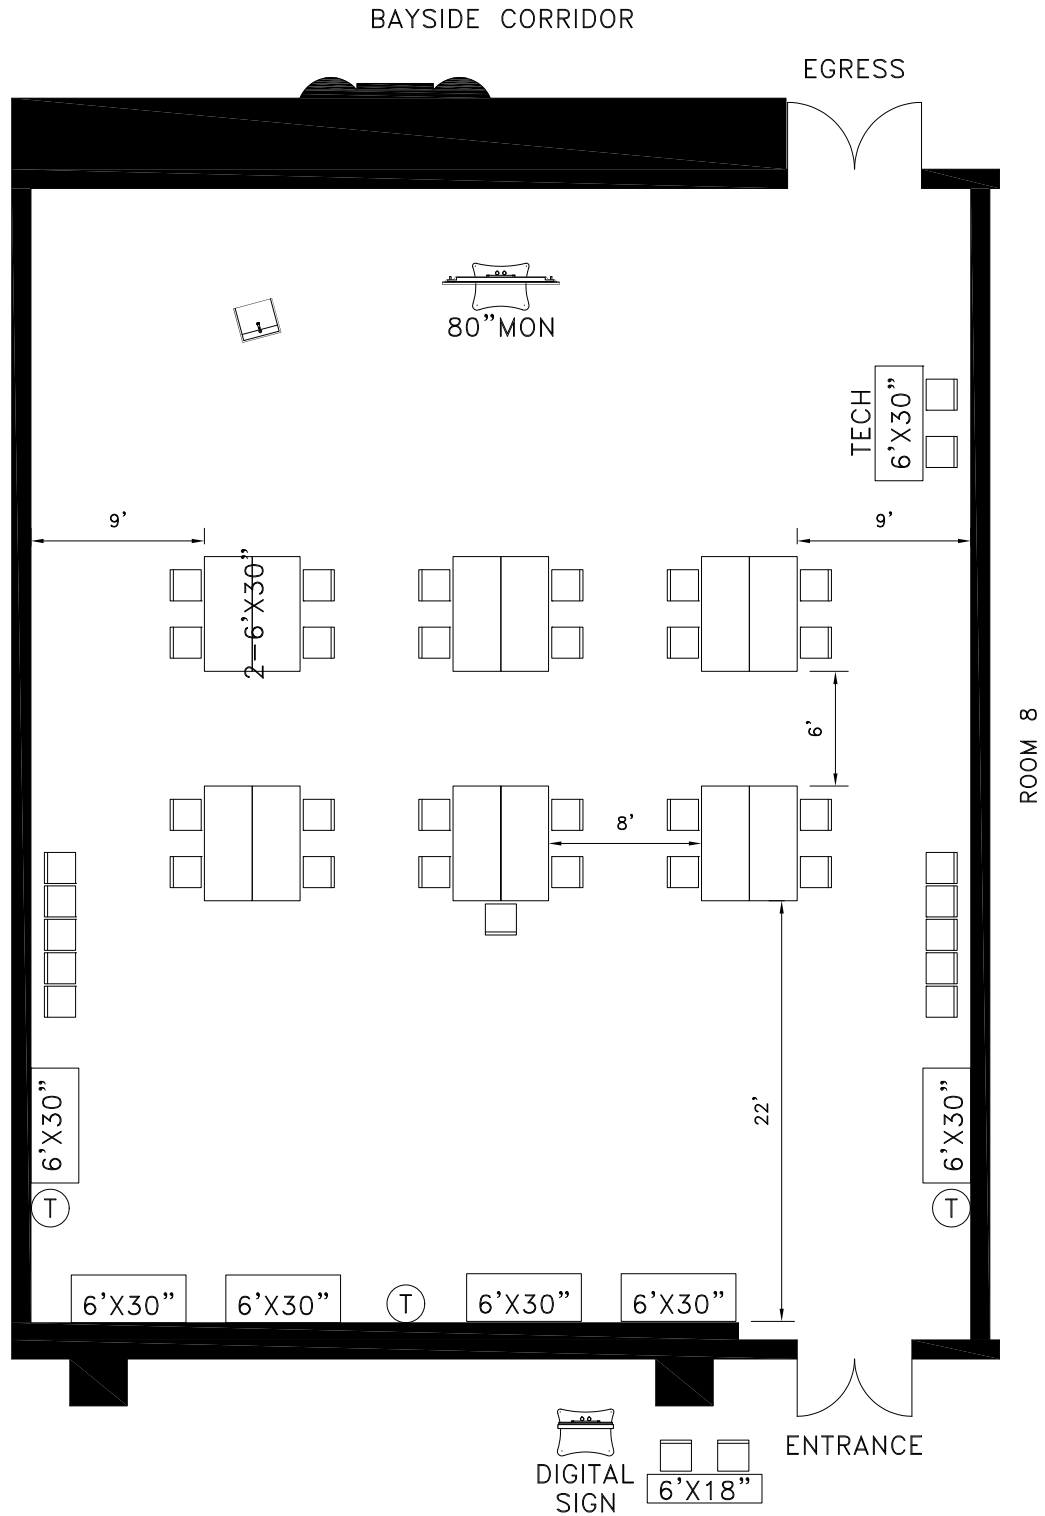 BAYSIDE CORRIDOR
EGRESS
80”MON
TECH
6’X30”
9’
9’
2–6’X30”
6’
ROOM 8
8’
22’
6’X30”
6’X30”
T
T
6’X30”
6’X30”
T
6’X30”
6’X30”
ENTRANCE
DIGITAL
SIGN
6’X18”